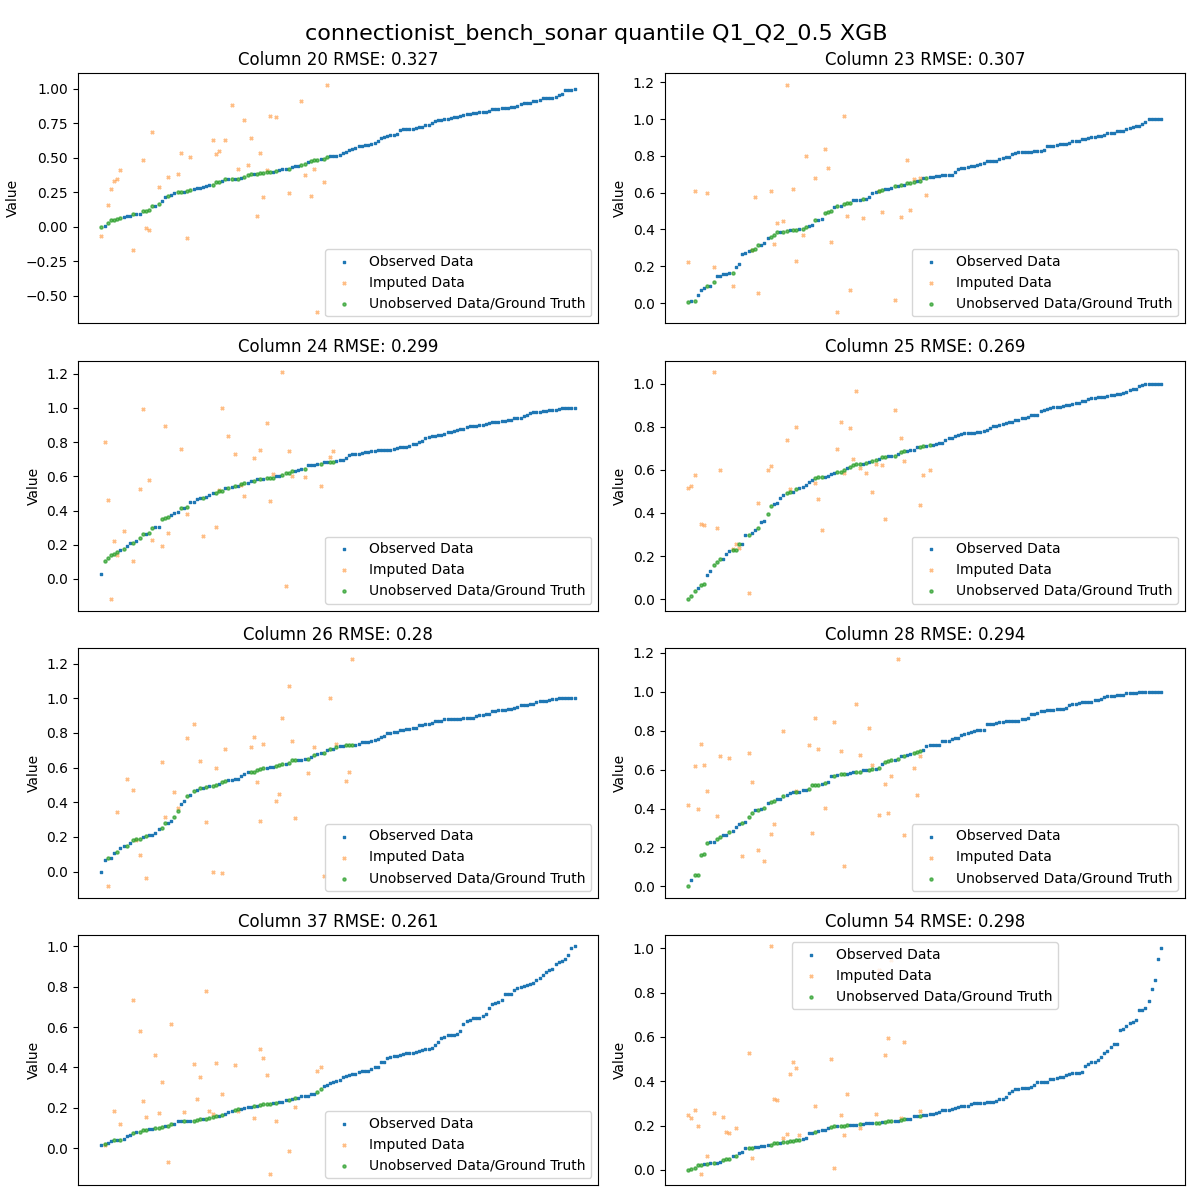 connectionist_bench_sonar quantile Q1_Q2_0.5 XGB
Column 20 RMSE: 0.327
Value
1.00
0.75
0.50
0.25
0.00
−0.25
−0.50
Observed Data
Imputed Data
Unobserved Data/Ground Truth
Column 23 RMSE: 0.307
Value
1.2
1.0
0.8
0.6
0.4
0.2
0.0
Observed Data
Imputed Data
Unobserved Data/Ground Truth
Column 24 RMSE: 0.299
Value
1.2
1.0
0.8
0.6
0.4
0.2
0.0
Observed Data
Imputed Data
Unobserved Data/Ground Truth
Column 25 RMSE: 0.269
Value
1.0
0.8
0.6
0.4
0.2
0.0
Observed Data
Imputed Data
Unobserved Data/Ground Truth
Column 26 RMSE: 0.28
Value
1.2
1.0
0.8
0.6
0.4
0.2
0.0
Observed Data
Imputed Data
Unobserved Data/Ground Truth
Column 28 RMSE: 0.294
Value
1.2
1.0
0.8
0.6
0.4
0.2
0.0
Observed Data
Imputed Data
Unobserved Data/Ground Truth
Column 37 RMSE: 0.261
Value
1.0
0.8
0.6
0.4
0.2
0.0
Observed Data
Imputed Data
Unobserved Data/Ground Truth
Column 54 RMSE: 0.298
Value
1.0
0.8
0.6
0.4
0.2
0.0
Observed Data
Imputed Data
Unobserved Data/Ground Truth